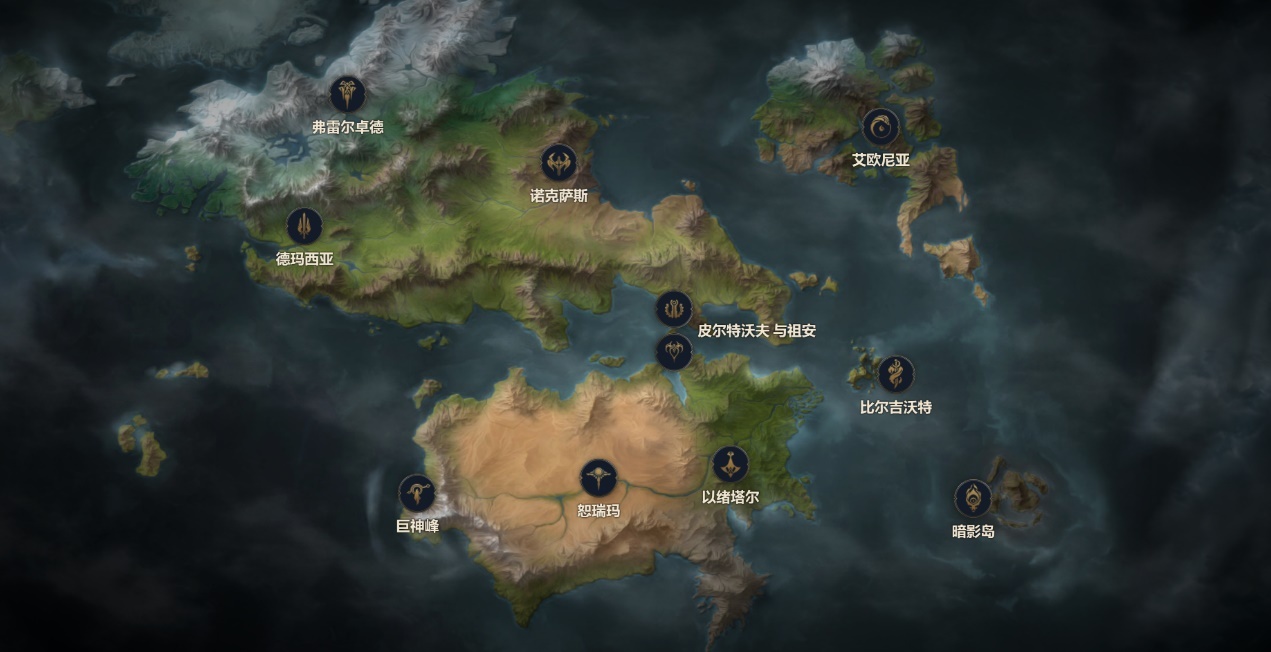 弗雷尔卓德
艾欧尼亚
诺克萨斯
德玛西亚
皮尔特沃夫 与祖安
比尔吉沃特
以绪塔尔
恕瑞玛
巨神峰
暗影岛